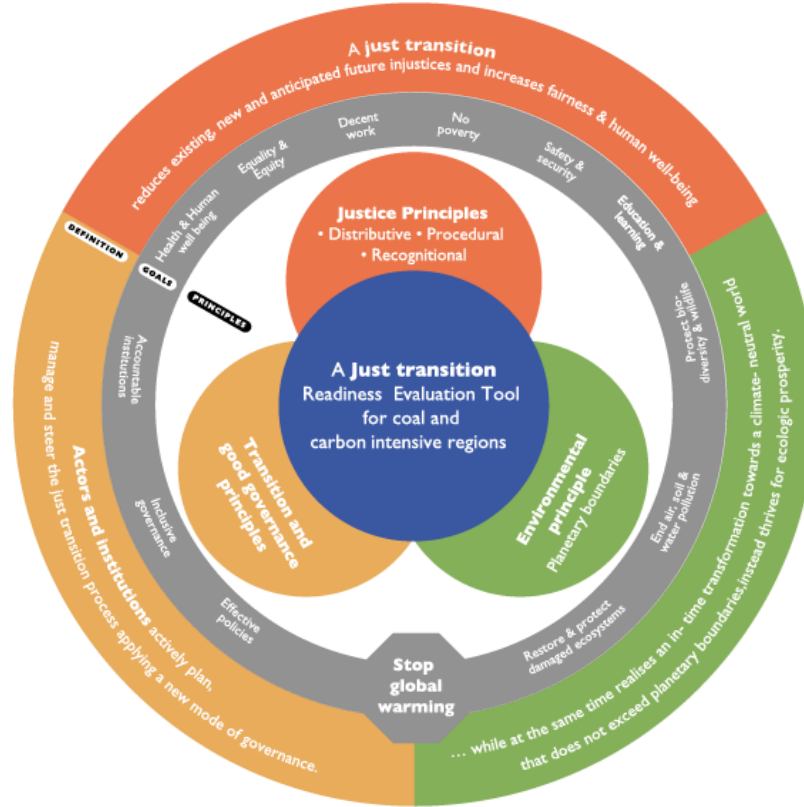 A just transition
reduces existing, new and anticipated future injustices and increases fairness & human well-being
Health & Human
well being
Equality &
Equity
Decent
work
No
poverty
Safety &
security
Education &
learning
Protect bio-
diversity & wildlife
End air, soil &
water pollution
Restore & protect
damaged ecosystems
Stop
global
warming
Effective
policies
Inclusive
governance
Accountable
institutions
DEFINITION
GOALS
PRINCIPLES
Justice Principles
• Distributive • Procedural
• Recognitional
A Just transition
Readiness Evaluation Tool
for coal and
carbon intensive regions
Transition and
good governance
principles
Environmental
principle
Planetary boundaries
Actors and institutions actively plan,
manage and steer the just transition process applying a new mode of governance.
... while at the same time realises an in- time transformation towards a climate- neutral world
that does not exceed planetary boundaries,instead thrives for ecologic prosperity.